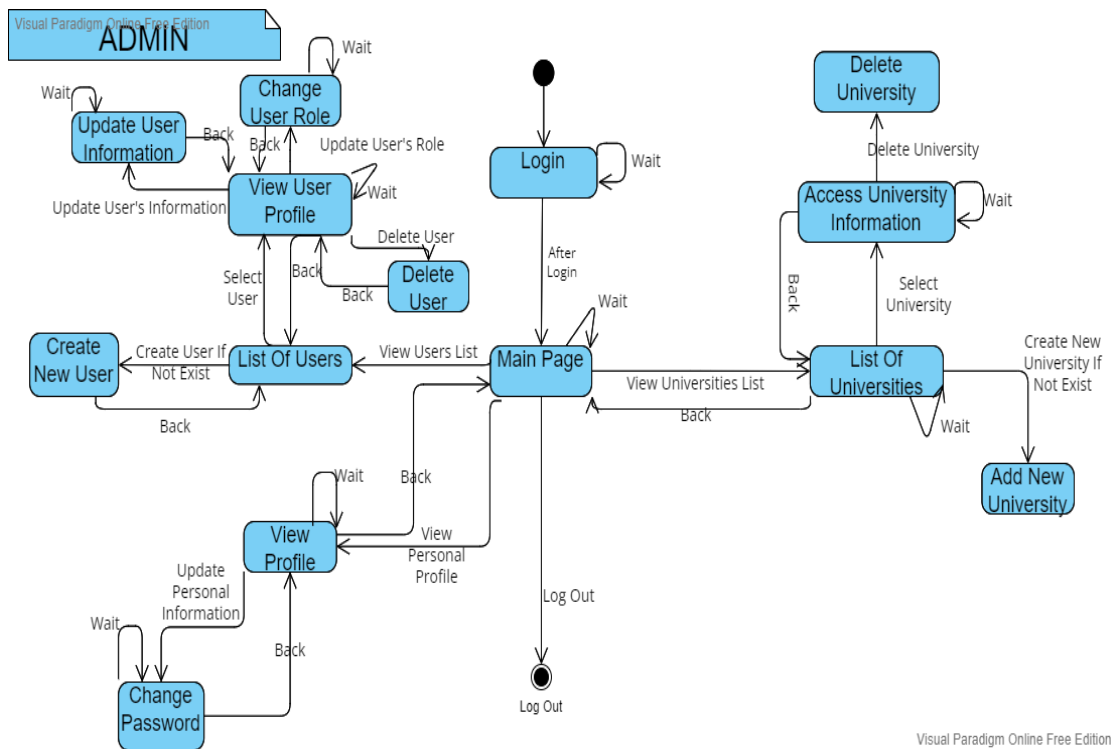 Visual Paradigm Online Free Edition
ADMIN
Wait
Change
User Role
Wait
Update User
Information
Back
Back
Update User's Role
View User
Profile
Wait
Update User's Information
Delete User
Delete
User
Back
Select
User
Back
Login
Wait
After
Login
Delete
University
Delete University
Access University
Information
Wait
Back
Select
University
Create
New User
Create User If
Not Exist
Back
List Of Users
View Users List
Main Page
Wait
View Universities List
Back
List Of
Universities
Wait
Create New
University If
Not Exist
Add New
University
Wait
View
Profile
Back
View
Personal
Profile
Update
Personal
Information
Wait
Back
Change
Password
Log Out
Log Out
Visual Paradigm Online Free Edition